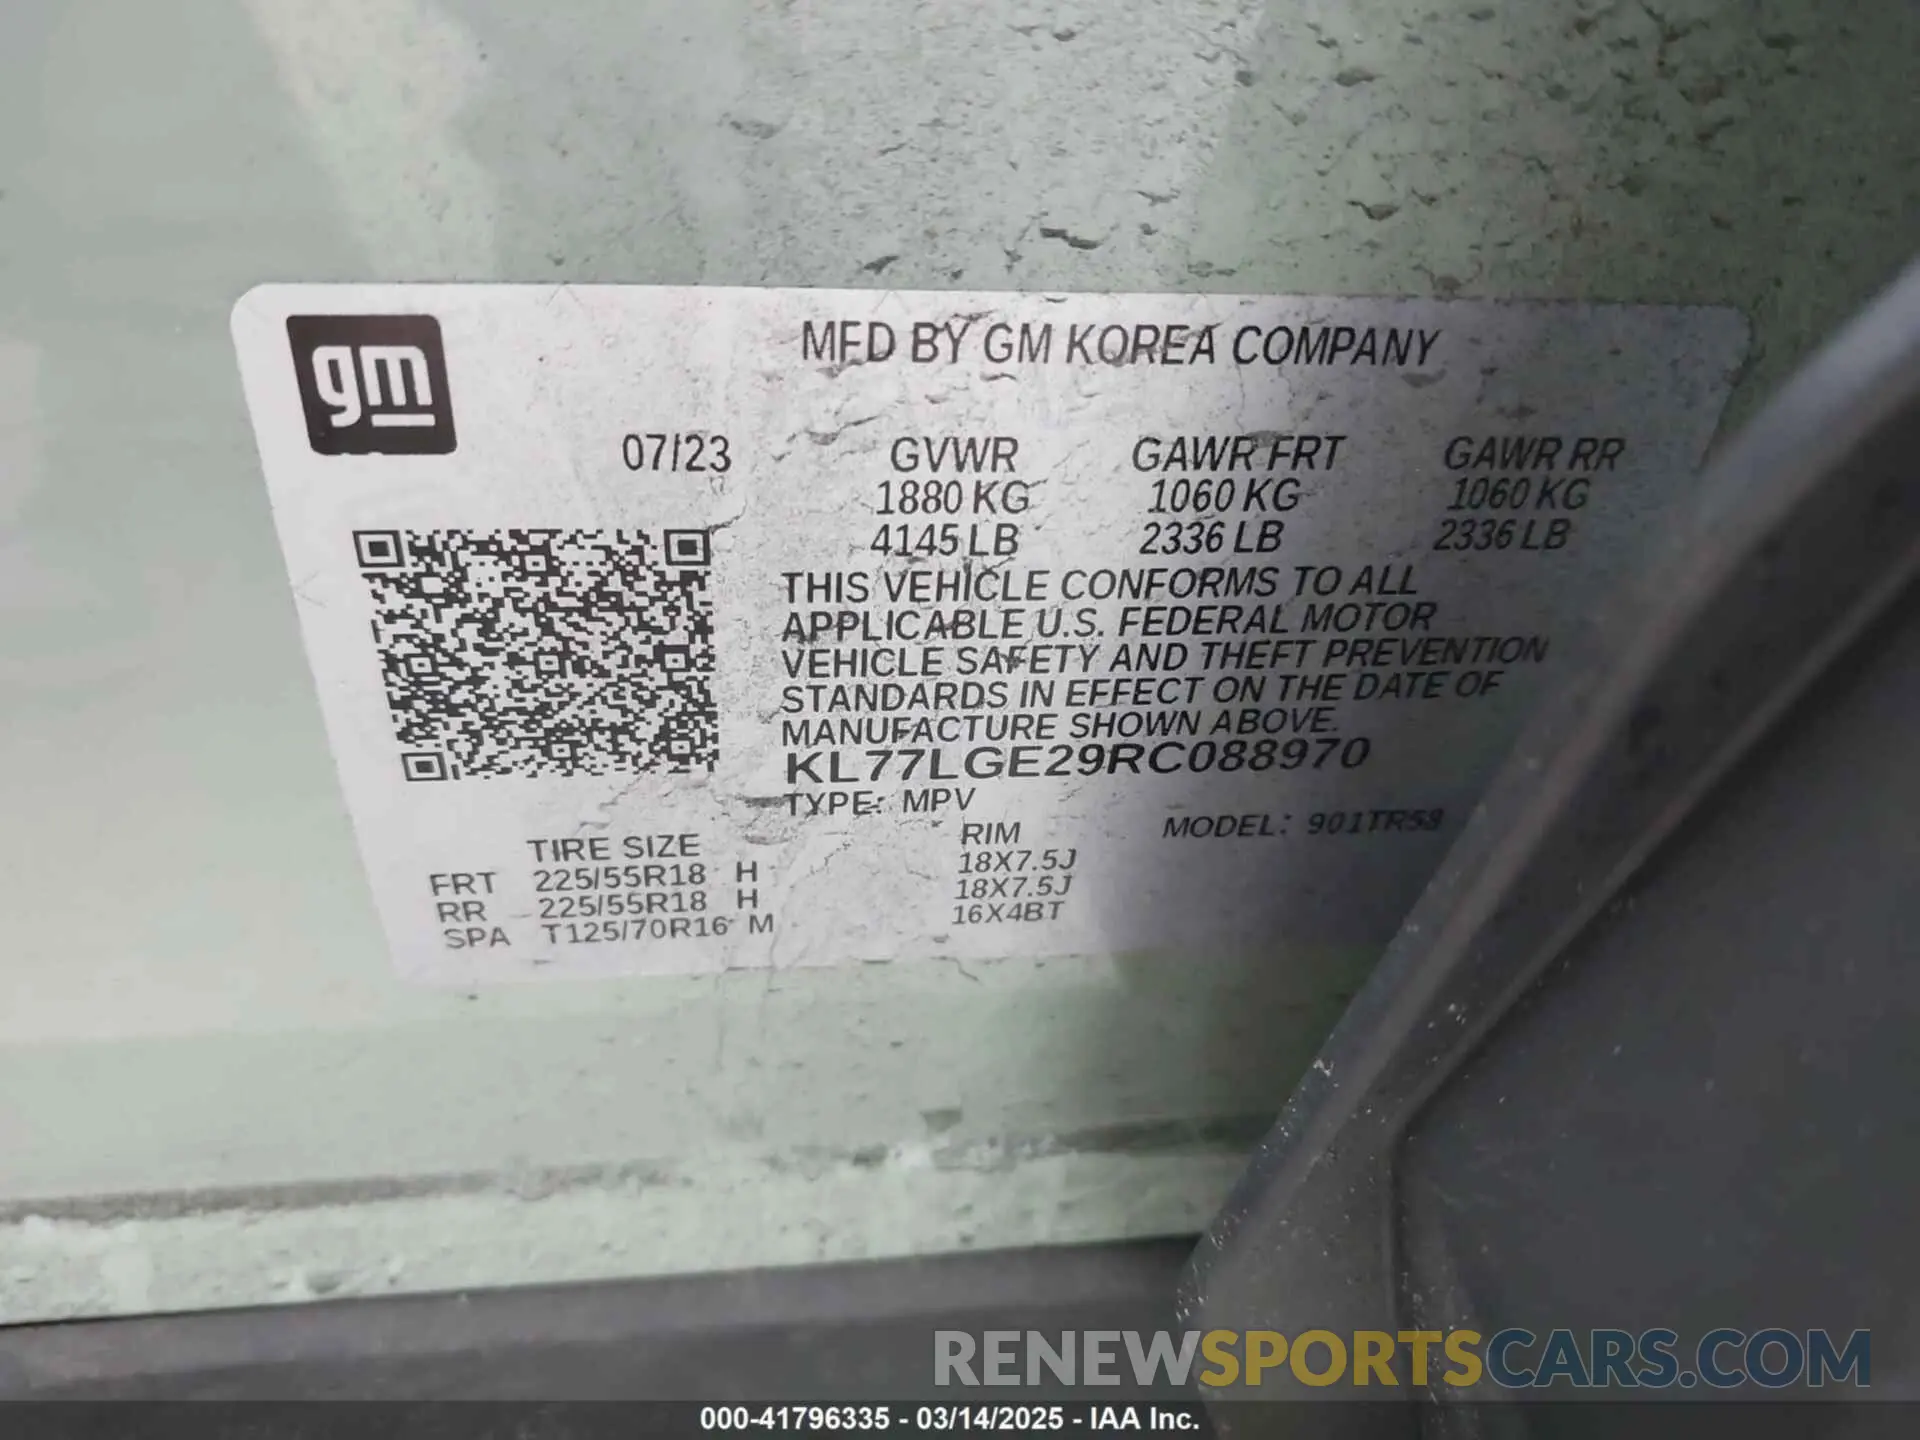 gm
MFD BY GM KOREA COMPANY
07/23 GVWR GAWR FRT GAWR RR
1880 KG 1060 KG 1060 KG
4145 LB 2336 LB 2336 LB
THIS VEHICLE CONFORMS TO ALL
APPLICABLE U.S. FEDERAL MOTOR
VEHICLE SAFETY AND THEFT PREVENTION
STANDARDS IN EFFECT ON THE DATE OF
MANUFACTURE SHOWN ABOVE.
KL77LGE29RC088970
TYPE: MPV MODEL: 901TR58
TIRE SIZE RIM
FRT 225/55R18 H 18X7.5J
RR 225/55R18 H 18X7.5J
SPA T125/70R16 M 16X4BT
RENEWSPORTSCARS.COM
000-41796335 - 03/14/2025 - IAA Inc.